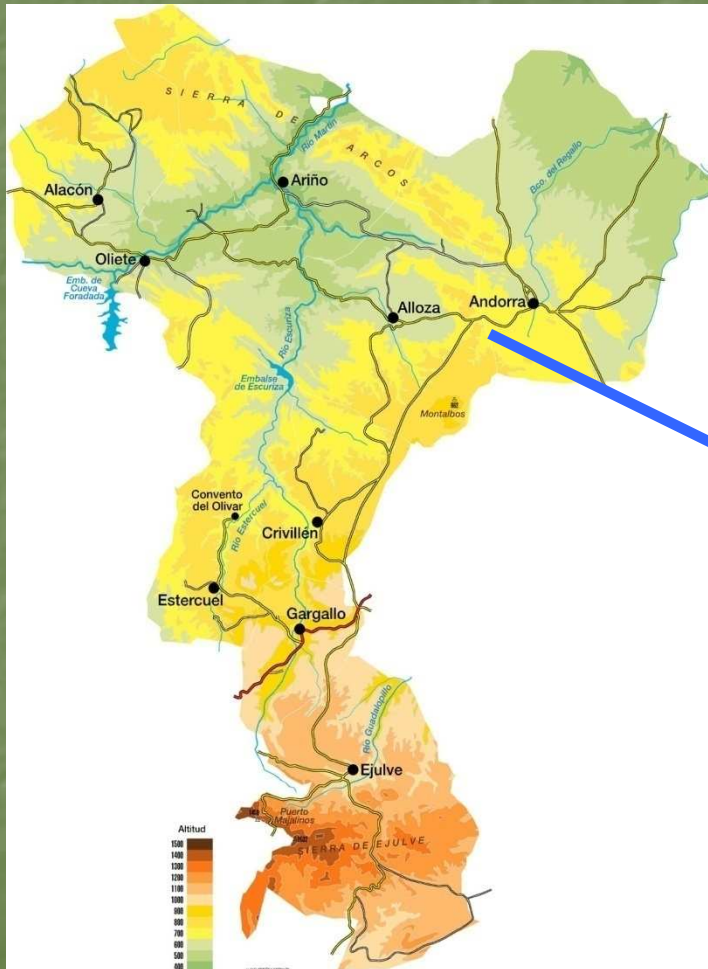 SIERRA DE
ARCOS
Río Martín
Bco. del Regallo
Alacón
Ariño
Oliete
Emb. de
Cueva
Foradada
Alloza
Andorra
Río Escuriza
Embalse
de Escuriza
Montalbos
Convento
del Olivar
Río Estercuel
Crivillén
Estercuel
Gargallo
Río Guadalopillo
Ejulve
Puerto
Majalinos
SIERRA DE EJULVE
Altitud
1500
1400
1300
1200
1100
1000
900
800
700
600
500
400